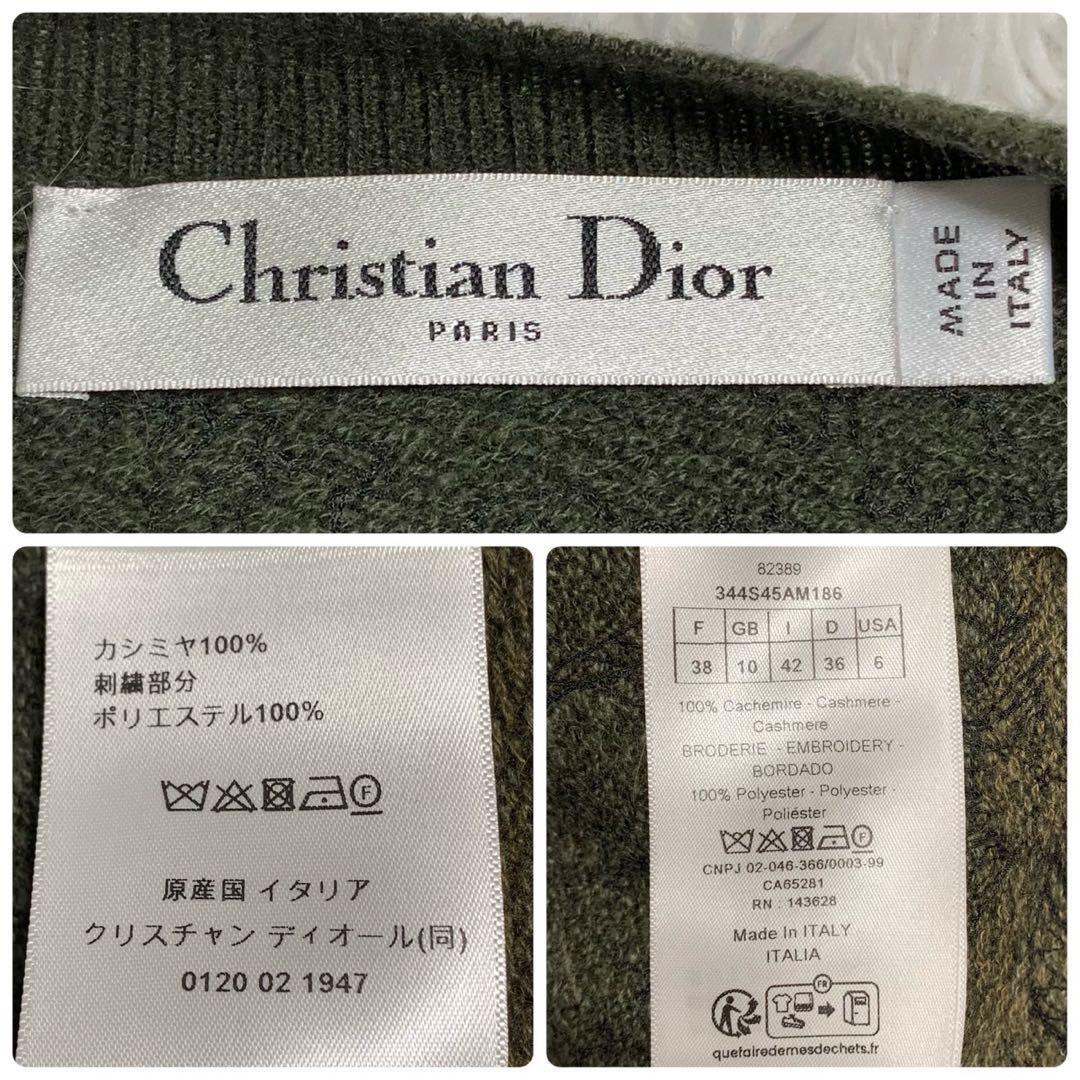 Christian Dior
PARIS
MADE
IN
ITALY
カシミヤ100%
刺繍部分
ポリエステル100%
F
原産国 イタリア
クリスチャン ディオール(同)
0120 02 1947
82389
344S45AM186
F GB I D USA
38 10 42 36 6
100% Cachemire - Cashmere
Cashmere
BRODERIE - EMBROIDERY -
BORDADO
100% Polyester - Polyester -
Poliéster
F
CNPJ 02-046-366/0003-99
CA65281
RN : 143628
Made In ITALY
ITALIA
FR
quefairedemesdechets.fr